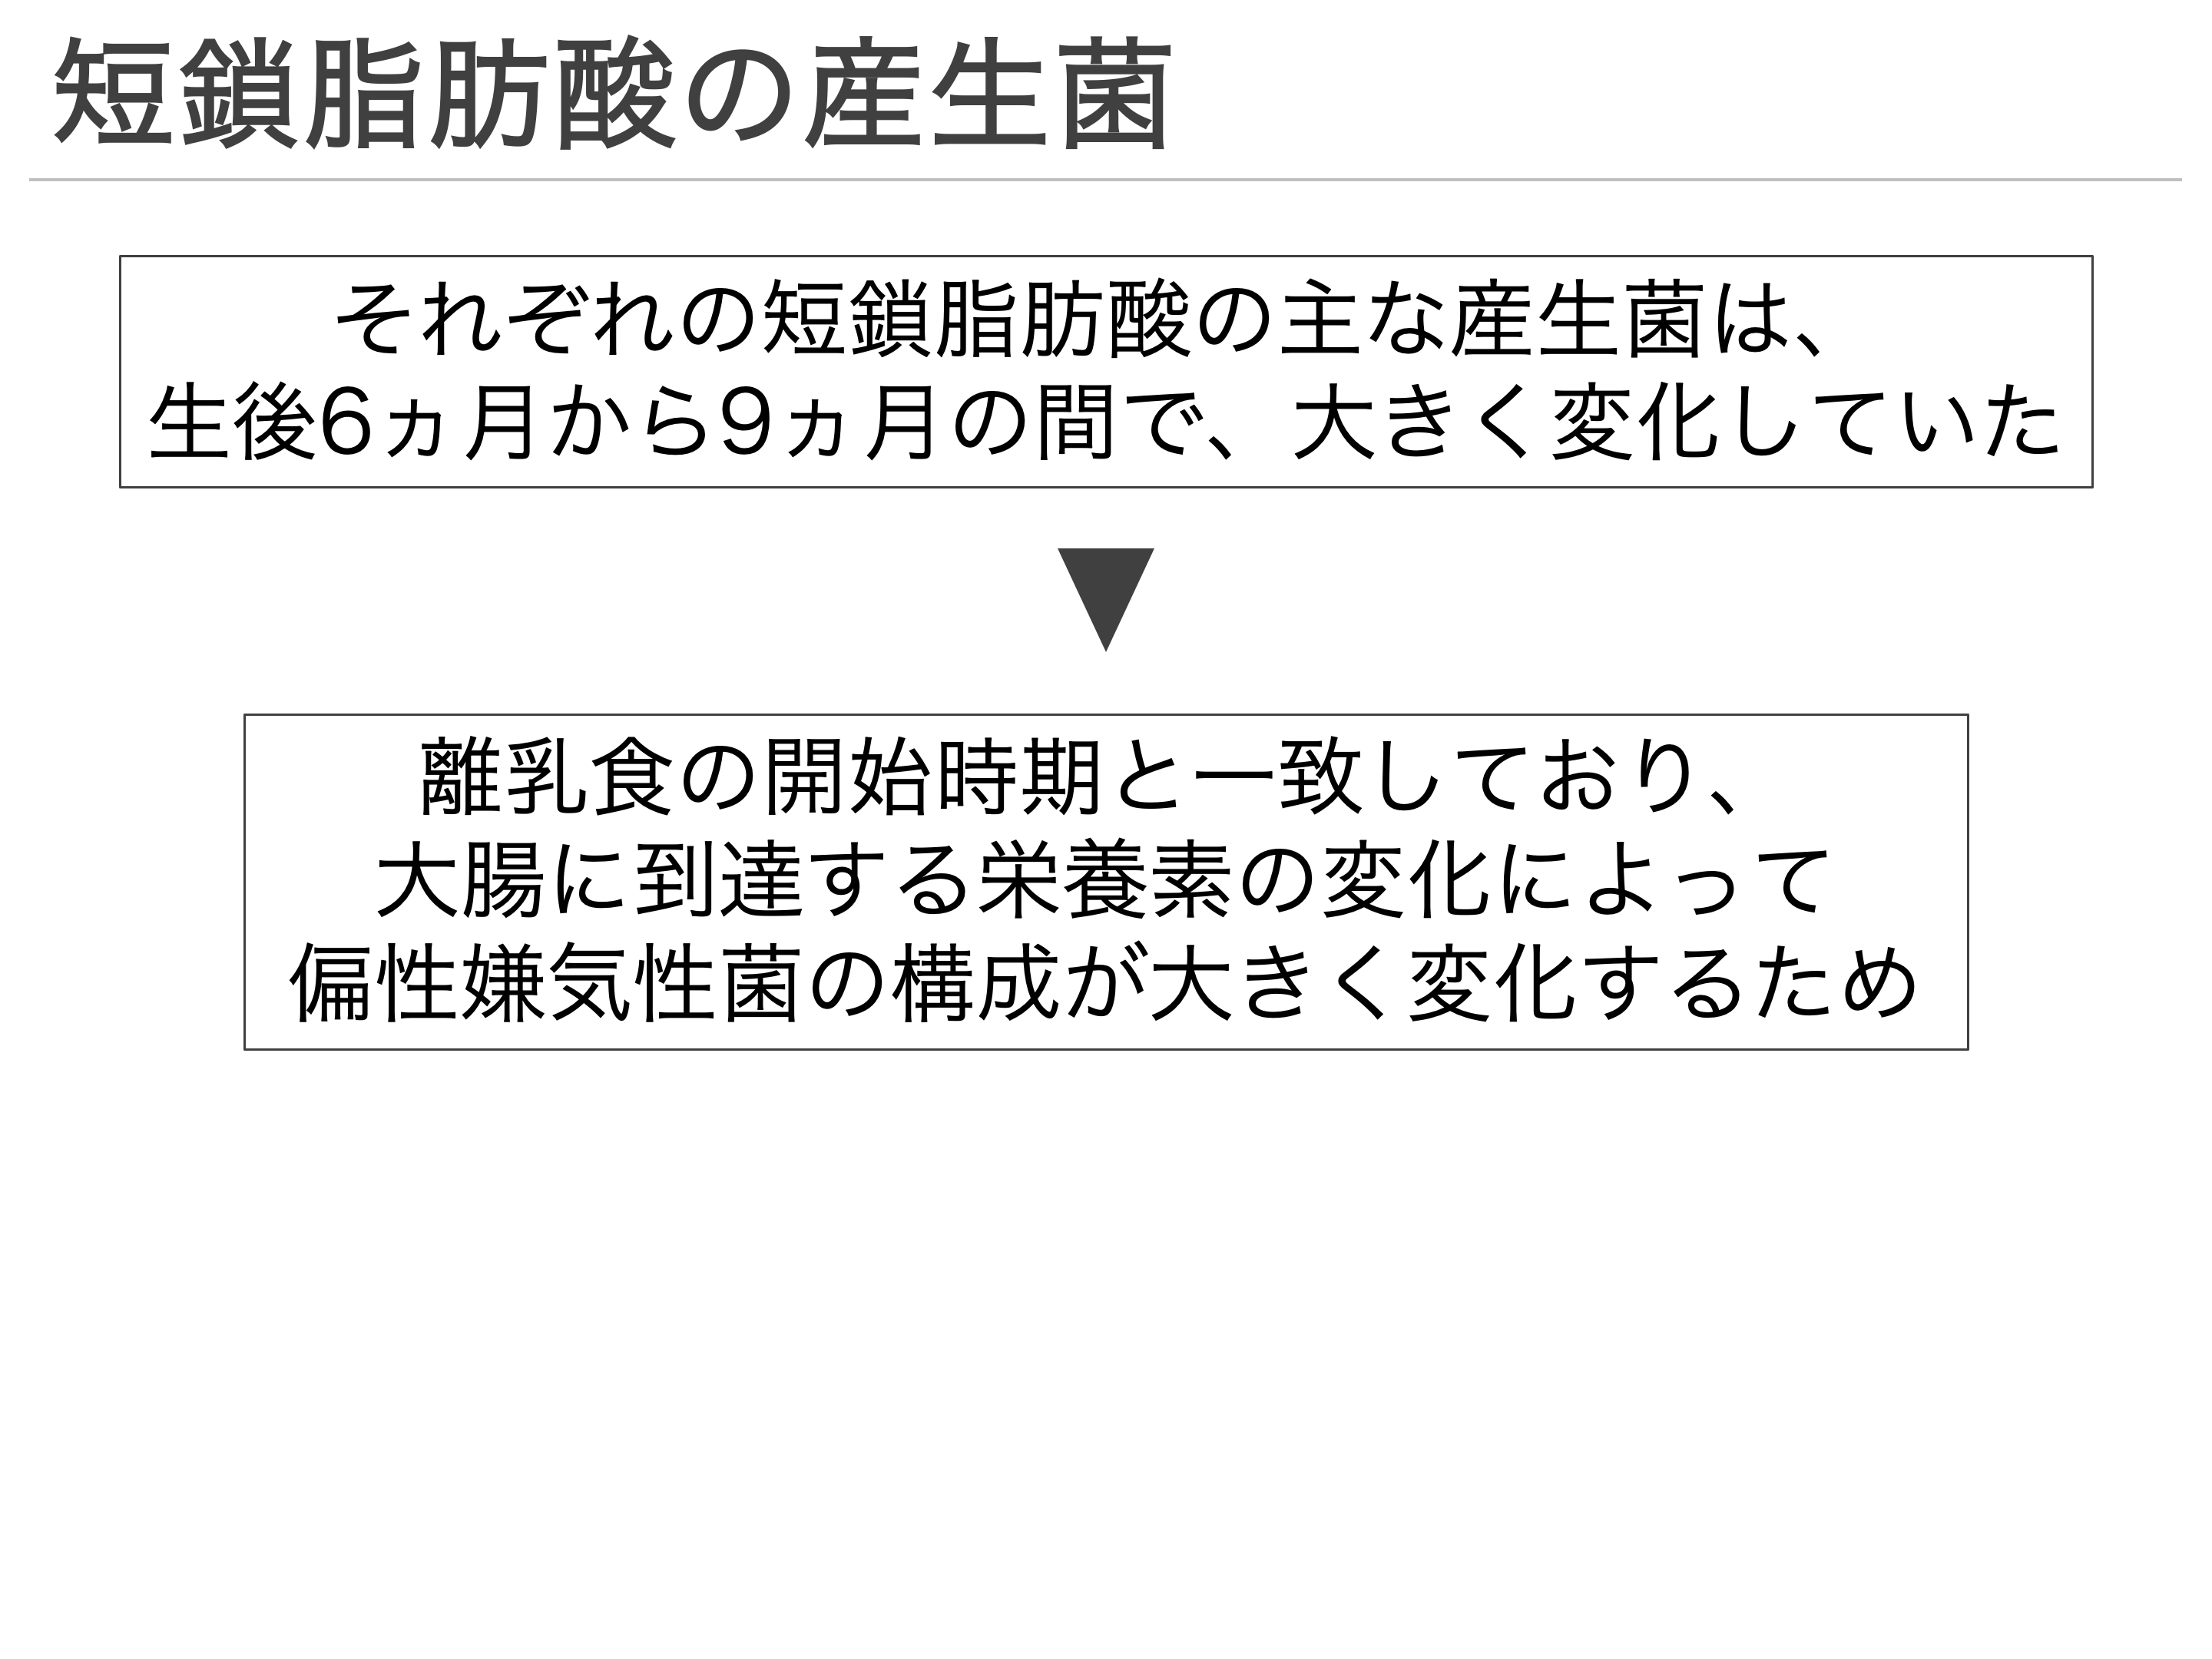 短鎖脂肪酸の産生菌
それぞれの短鎖脂肪酸の主な産生菌は、
生後6ヵ月から9ヵ月の間で、 大きく変化していた
離乳食の開始時期と一致しており、
大腸に到達する栄養素の変化によって
偏性嫌気性菌の構成が大きく変化するため